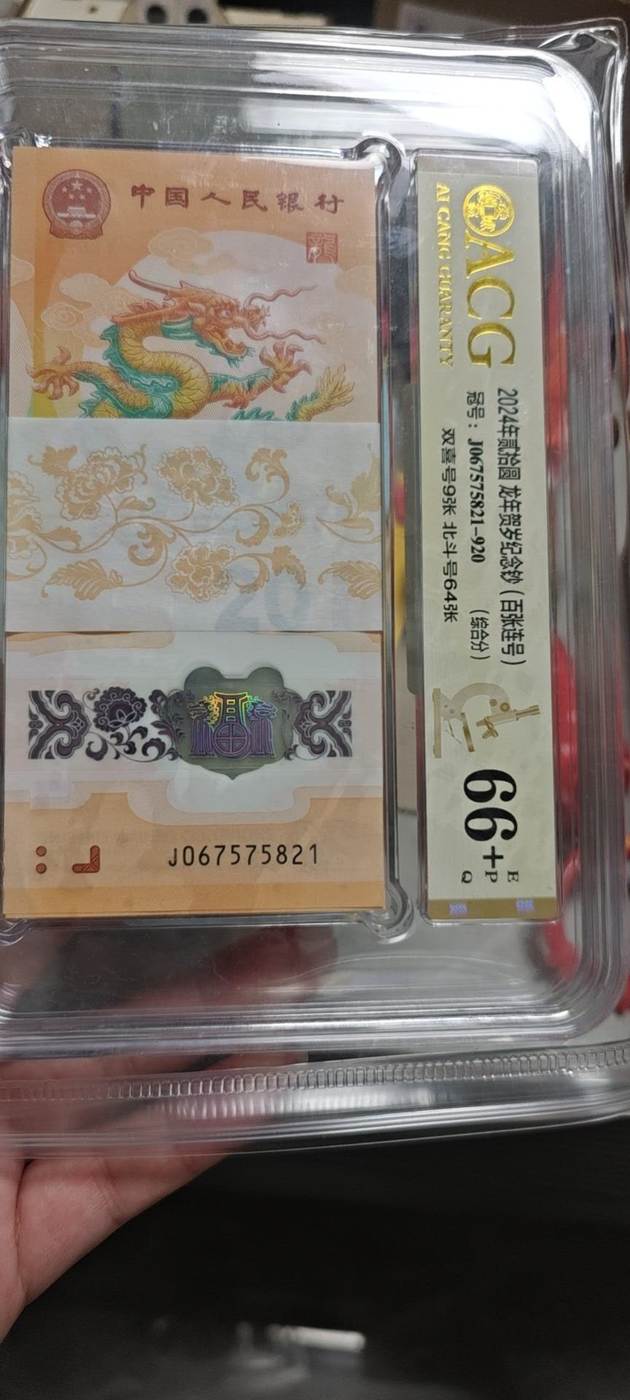 中国人民银行
J067575821
ACG
AI CANG GUARANTY
2024年贰拾圆 龙年贺岁纪念钞（百张连号）
冠号：J067575821-920 （综合分）
双喜号9张 北斗号64张
66+
E
P
Q